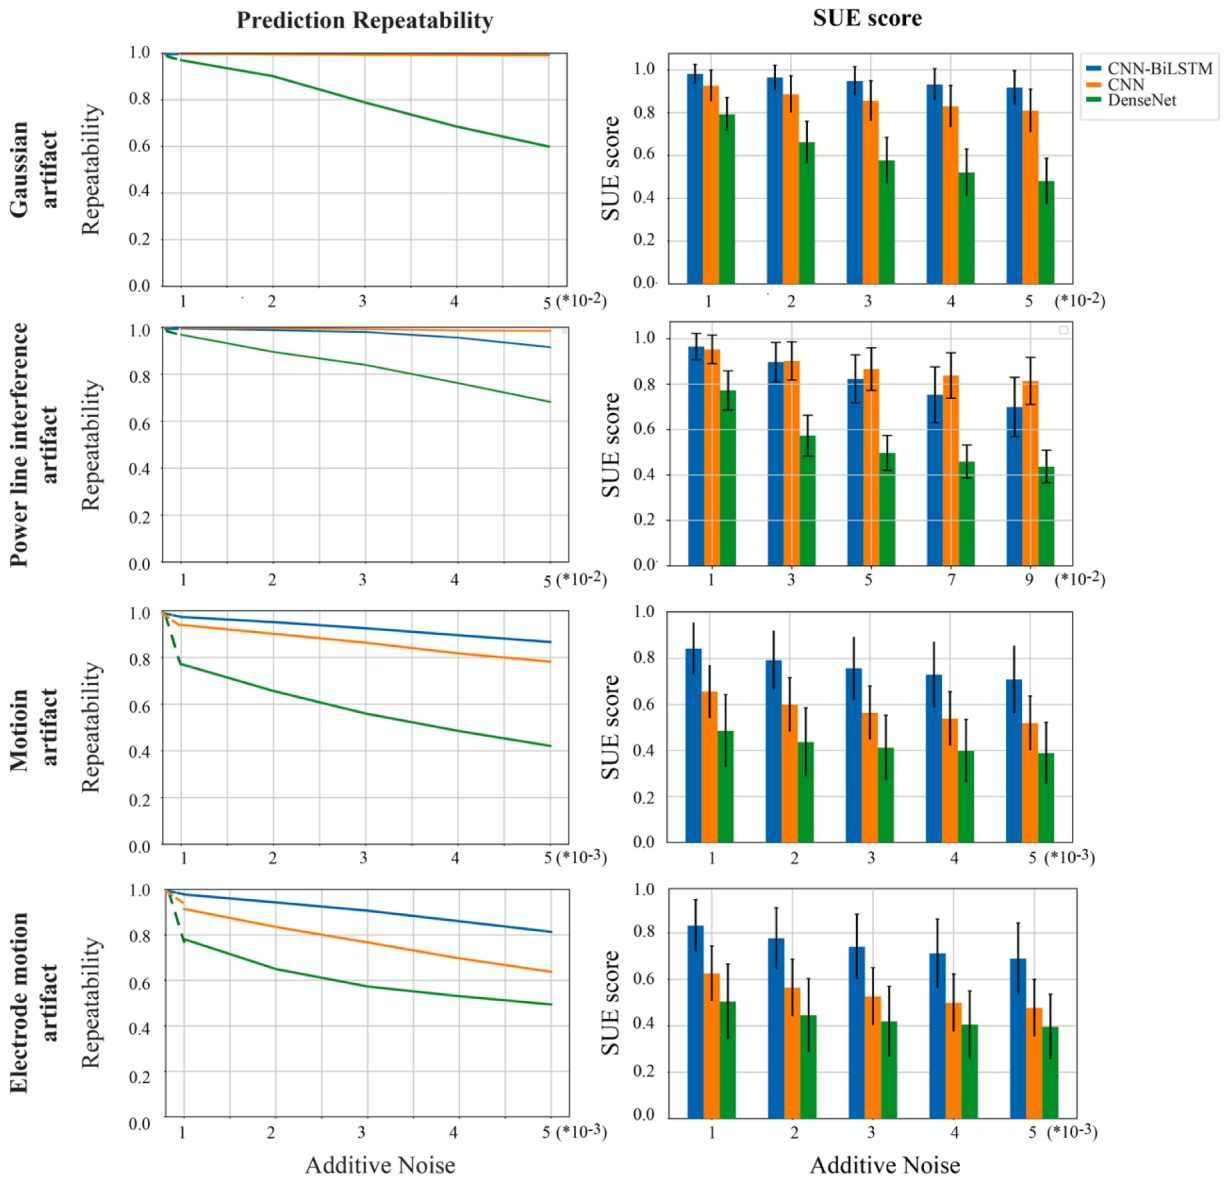 Prediction Repeatability
SUE score
Gaussian
artifact
Repeatability
1.0
0.8
0.6
0.4
0.2
0.0
1 2 3 4 5 (*10-2)
SUE score
1.0
0.8
0.6
0.4
0.2
0.0
1 2 3 4 5 (*10-2)
CNN-BiLSTM
CNN
DenseNet
Power line interference
artifact
Repeatability
1.0
0.8
0.6
0.4
0.2
0.0
1 2 3 4 5 (*10-2)
SUE score
1.0
0.8
0.6
0.4
0.2
0.0
1 3 5 7 9 (*10-2)
Motioin
artifact
Repeatability
1.0
0.8
0.6
0.4
0.2
0.0
1 2 3 4 5 (*10-3)
SUE score
1.0
0.8
0.6
0.4
0.2
0.0
1 2 3 4 5 (*10-3)
Electrode motion
artifact
Repeatability
1.0
0.8
0.6
0.4
0.2
0.0
1 2 3 4 5 (*10-3)
Additive Noise
SUE score
1.0
0.8
0.6
0.4
0.2
0.0
1 2 3 4 5 (*10-3)
Additive Noise